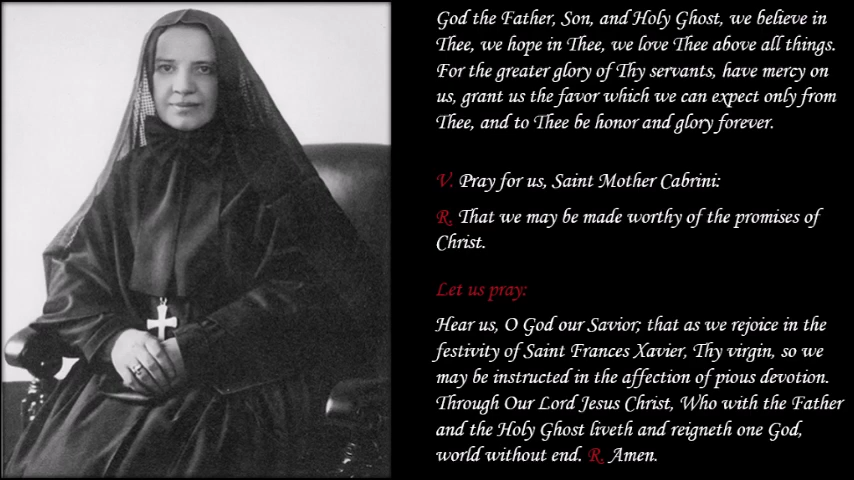 God the Father, Son, and Holy Ghost, we believe in
Thee, we hope in Thee, we love Thee above all things.
For the greater glory of Thy servants, have mercy on
us, grant us the favor which we can expect only from
Thee, and to Thee be honor and glory forever.
V. Pray for us, Saint Mother Cabrini:
R. That we may be made worthy of the promises of
Christ.
Let us pray:
Hear us, O God our Savior; that as we rejoice in the
festivity of Saint Frances Xavier, Thy virgin, so we
may be instructed in the affection of pious devotion.
Through Our Lord Jesus Christ, Who with the Father
and the Holy Ghost liveth and reigneth one God,
world without end. R. Amen.